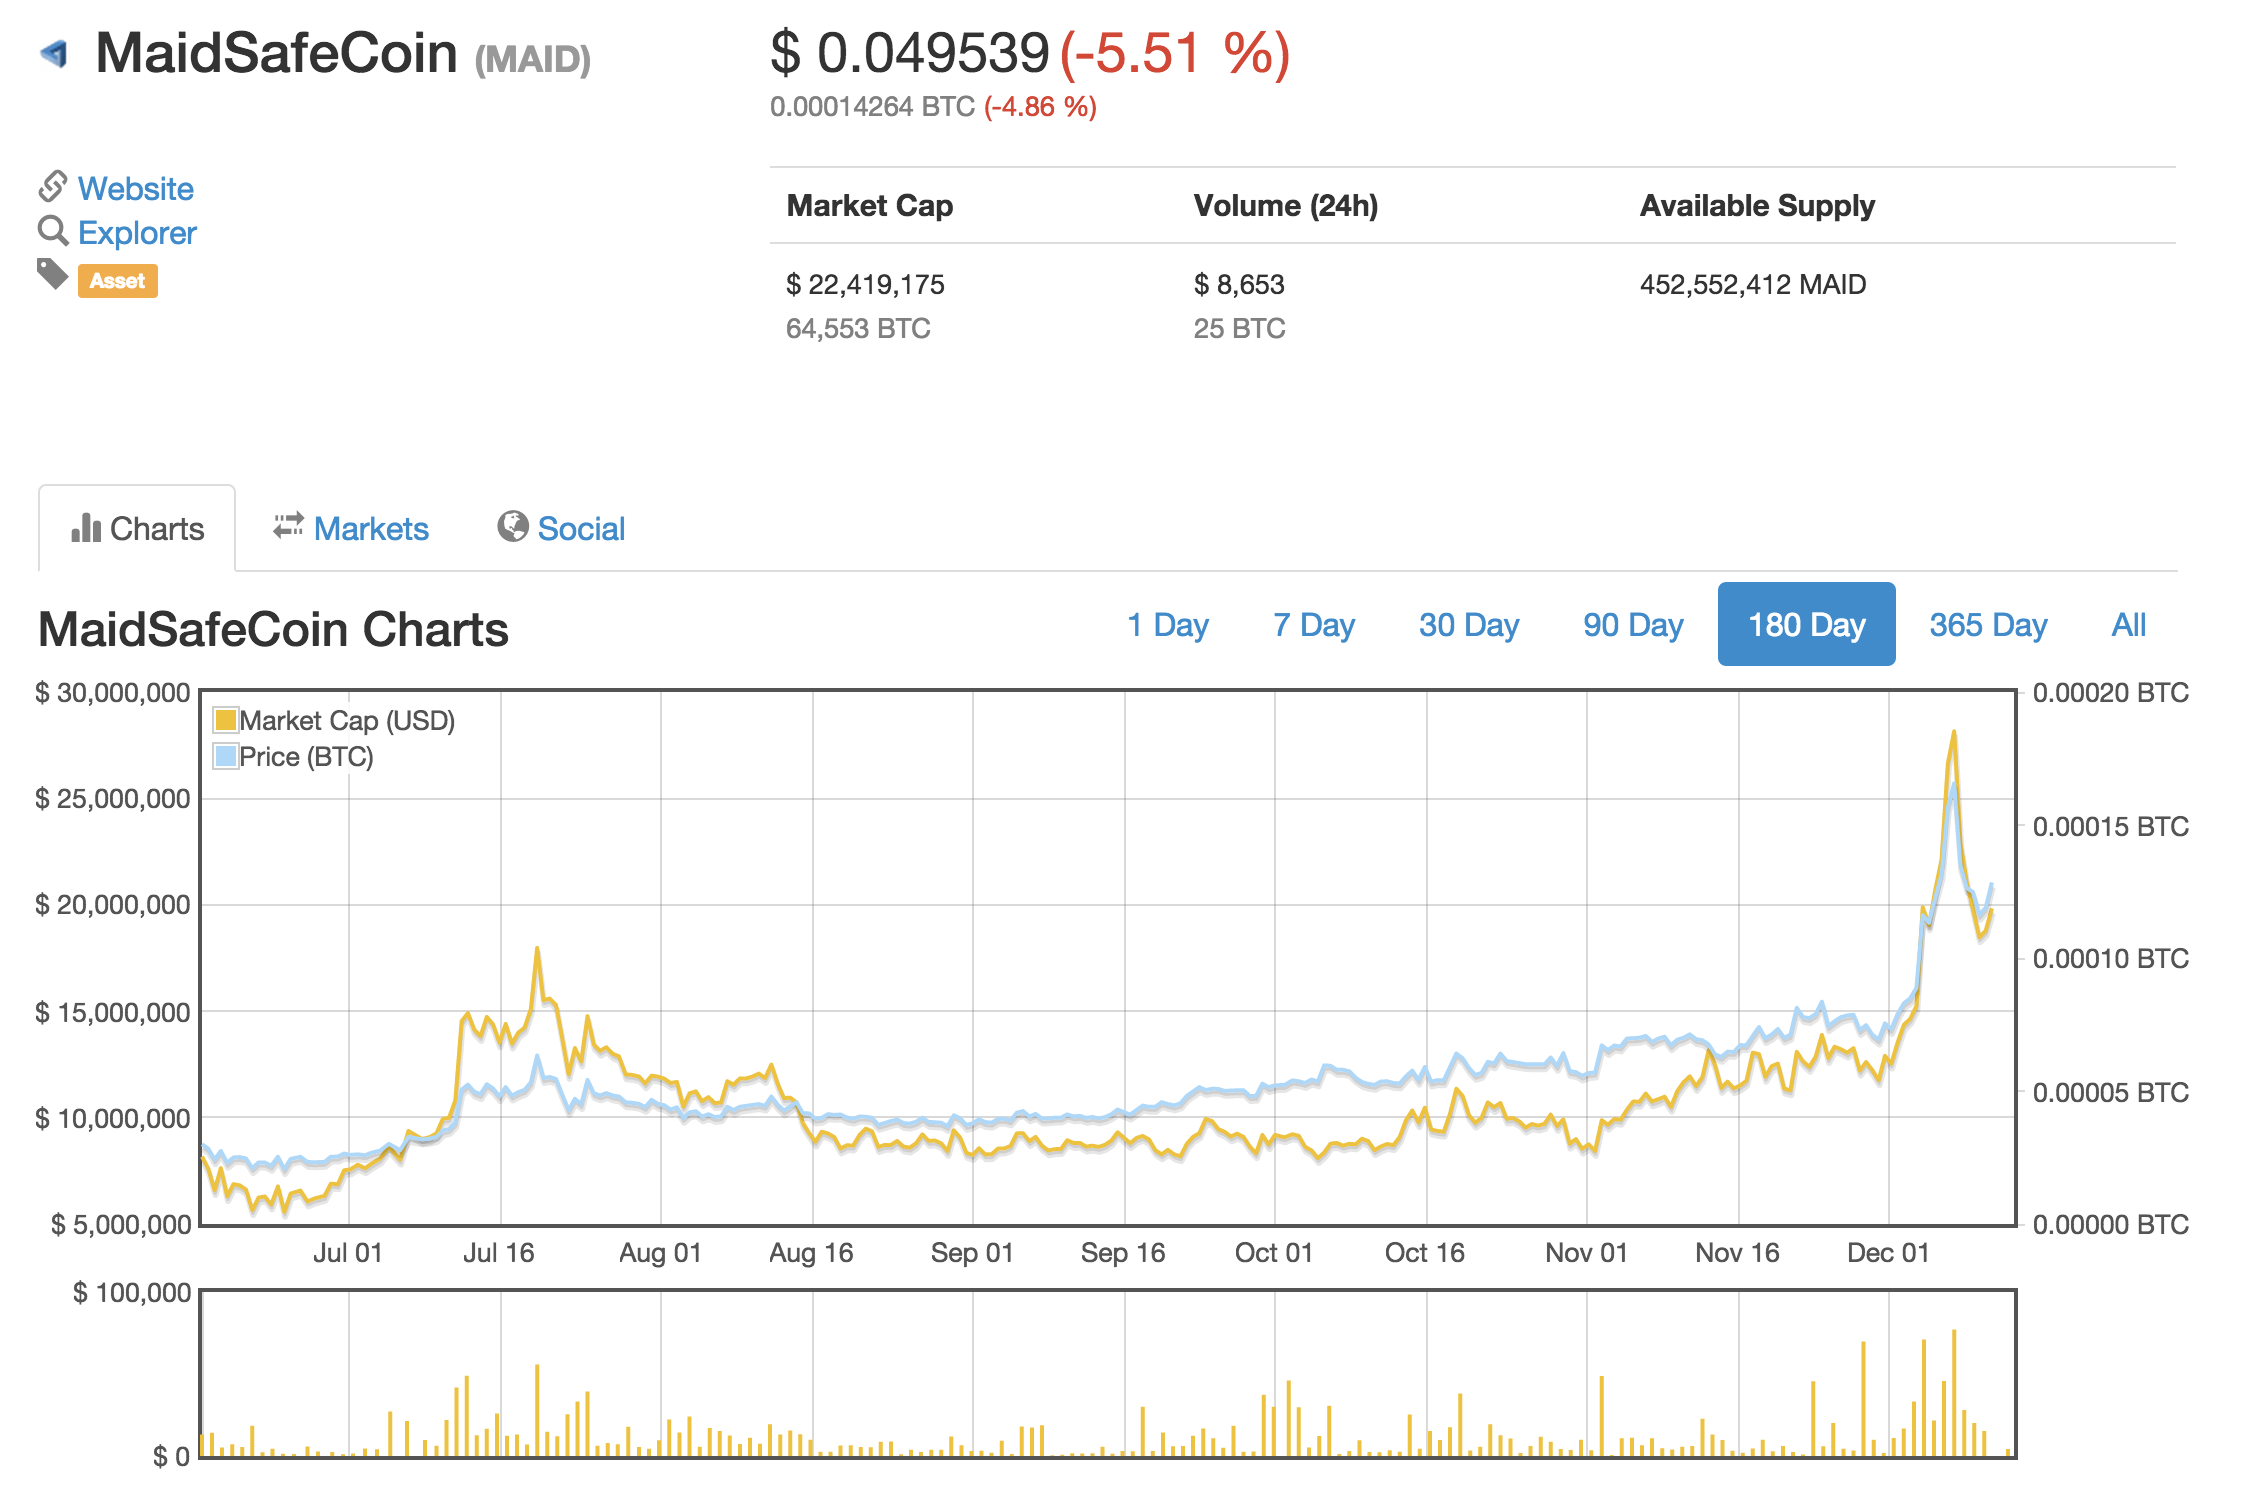 MaidSafeCoin (MAID)
$ 0.049539 (-5.51 %)
0.00014264 BTC (-4.86 %)
Website
Explorer
Asset
Market Cap Volume (24h) Available Supply
$ 22,419,175 $ 8,653 452,552,412 MAID
64,553 BTC 25 BTC
Charts Markets Social
MaidSafeCoin Charts
1 Day 7 Day 30 Day 90 Day 180 Day 365 Day All
Market Cap (USD)
Price (BTC)
$ 30,000,000
$ 25,000,000
$ 20,000,000
$ 15,000,000
$ 10,000,000
$ 5,000,000
0.00020 BTC
0.00015 BTC
0.00010 BTC
0.00005 BTC
0.00000 BTC
Jul 01 Jul 16 Aug 01 Aug 16 Sep 01 Sep 16 Oct 01 Oct 16 Nov 01 Nov 16 Dec 01
$ 100,000
$ 0